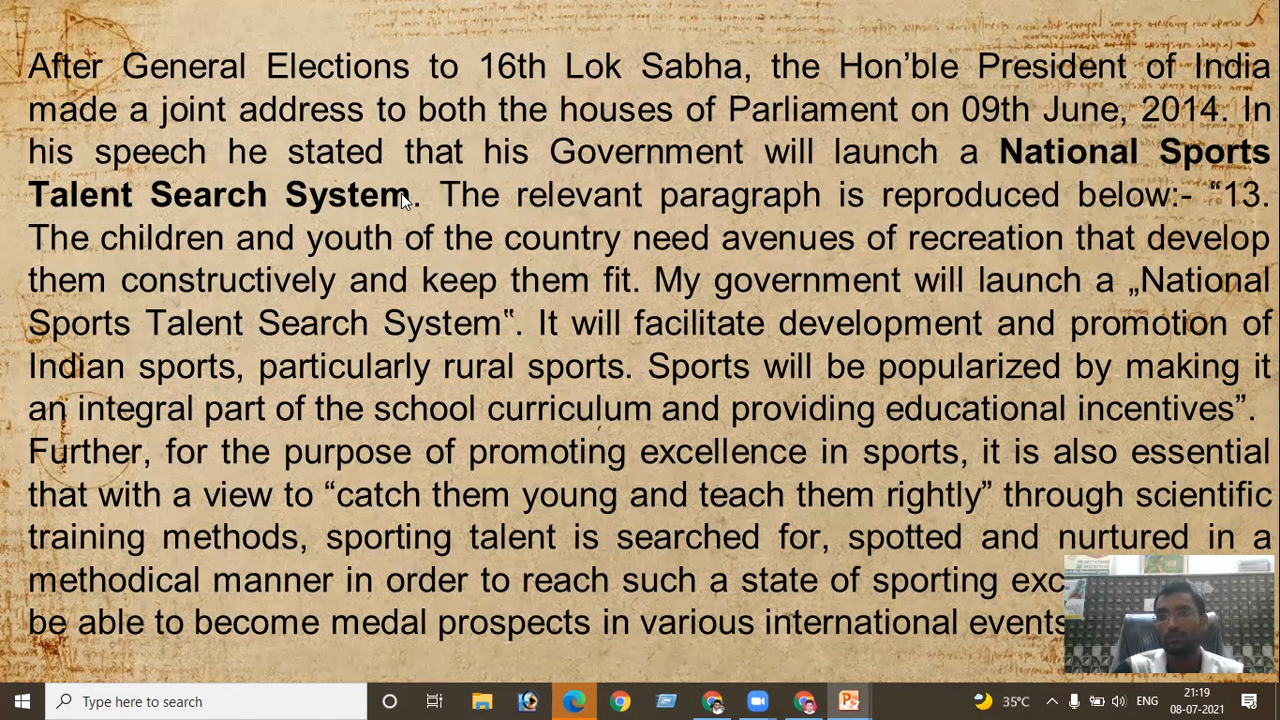 After General Elections to 16th Lok Sabha, the Hon’ble President of India
made a joint address to both the houses of Parliament on 09th June, 2014. In
his speech he stated that his Government will launch a National Sports
Talent Search System. The relevant paragraph is reproduced below:- “13.
The children and youth of the country need avenues of recreation that develop
them constructively and keep them fit. My government will launch a „National
Sports Talent Search System‟. It will facilitate development and promotion of
Indian sports, particularly rural sports. Sports will be popularized by making it
an integral part of the school curriculum and providing educational incentives”.
Further, for the purpose of promoting excellence in sports, it is also essential
that with a view to “catch them young and teach them rightly” through scientific
training methods, sporting talent is searched for, spotted and nurtured in a
methodical manner in order to reach such a state of sporting
be able to become medal prospects in various international events
Type here to search
35°C
ENG
21:19
08-07-2021